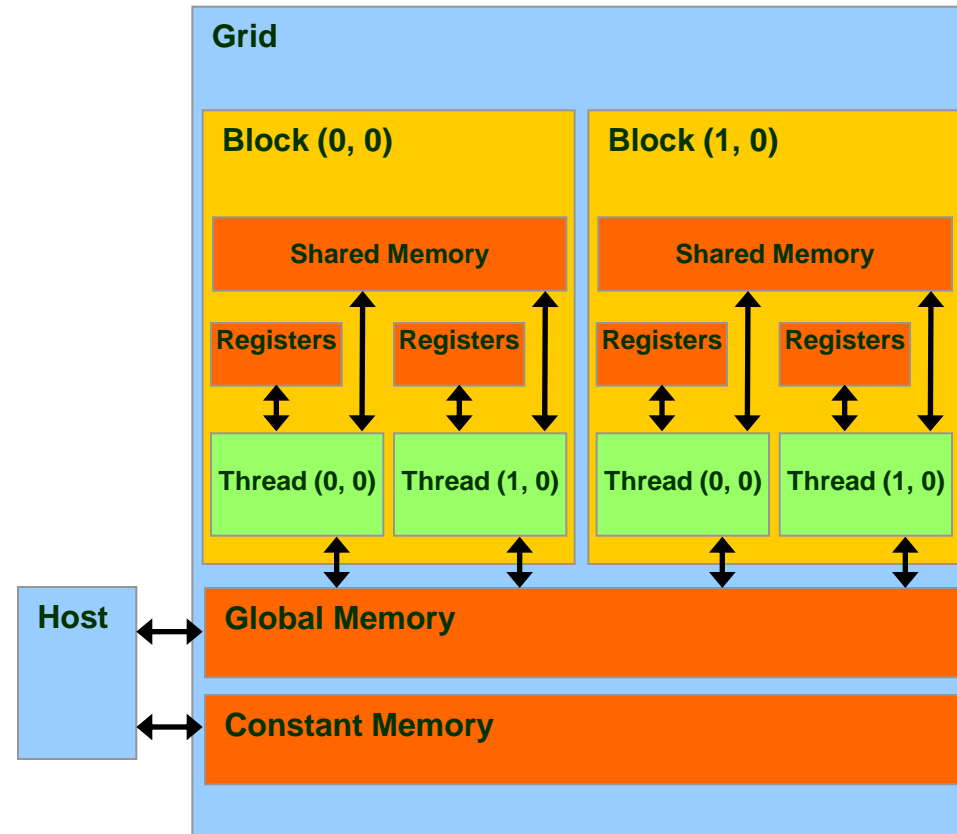 Grid
Block (0, 0)
Block (1, 0)
Shared Memory
Shared Memory
Registers
Registers
Registers
Registers
Thread (0, 0)
Thread (1, 0)
Thread (0, 0)
Thread (1, 0)
Host
Global Memory
Constant Memory